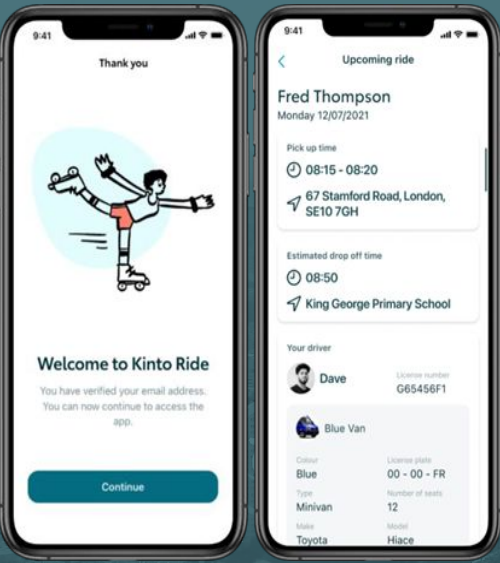 9:41
Thank you
Welcome to Kinto Ride
You have verified your email address.
You can now continue to access the
app.
Continue
9:41
Upcoming ride
Fred Thompson
Monday 12/07/2021
Pick up time
08:15 - 08:20
67 Stamford Road, London,
SE10 7GH
Estimated drop off time
08:50
King George Primary School
Your driver
Dave
License number
G65456F1
Blue Van
Colour
License plate
Blue
00 - 00 - FR
Type
Number of seats
Minivan
12
Make
Model
Toyota
Hiace